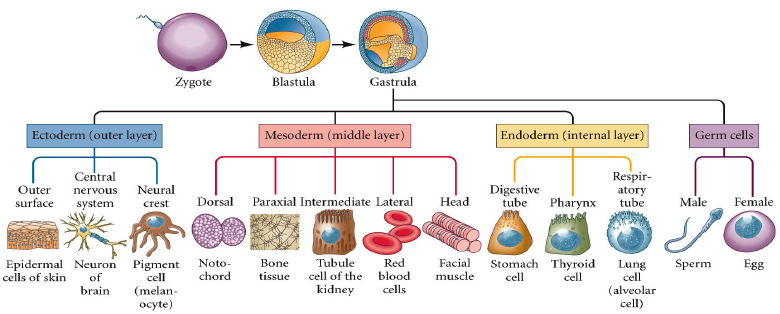 Zygote
Blastula
Gastrula
Ectoderm (outer layer)
Mesoderm (middle layer)
Endoderm (internal layer)
Germ cells
Outer
surface
Central
nervous
system
Neural
crest
Dorsal
Paraxial
Intermediate
Lateral
Head
Digestive
tube
Pharynx
Respir-
atory
tube
Male
Female
Epidermal
cells of skin
Neuron
of
brain
Pigment
cell
(melan-
ocyte)
Noto-
chord
Bone
tissue
Tubule
cell of the
kidney
Red
blood
cells
Facial
muscle
Stomach
cell
Thyroid
cell
Lung
cell
(alveolar
cell)
Sperm
Egg